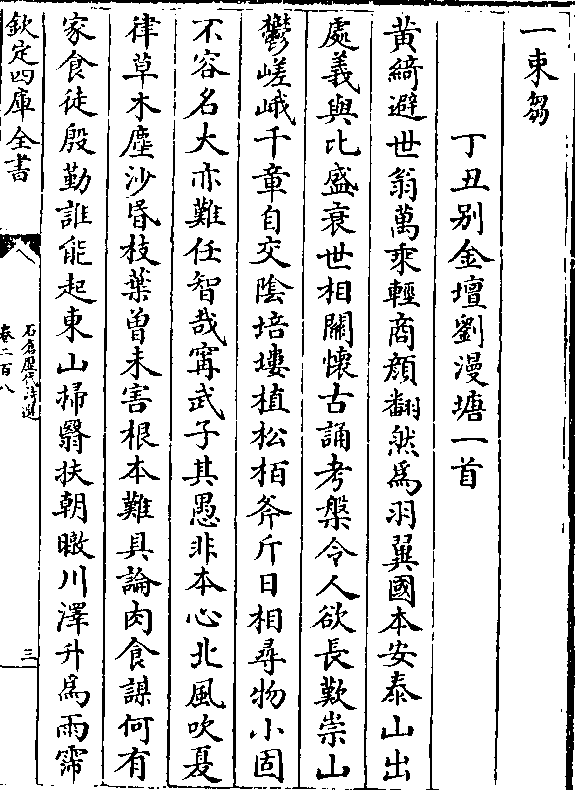 一束芻
丁丑别金壇劉漫塘一首
黄綺避世翁萬乘輕商顔翻然爲羽翼國本安泰山出
處義與比盛衰世相關懷古誦考槃令人欲長歎崇山
鬱嵯峨千章自交陰培塿植松栢斧斤日相尋物小固
不容名大亦難任智哉甯武子其愚非本心北風吹夏
律草木塵沙昏枝葉曾未害根本難具論肉食謀何有
家食徒殷勤誰能起東山掃翳扶朝暾川澤升爲雨霈
欽定四庫全書
石倉歷代詩選
卷二百八
三